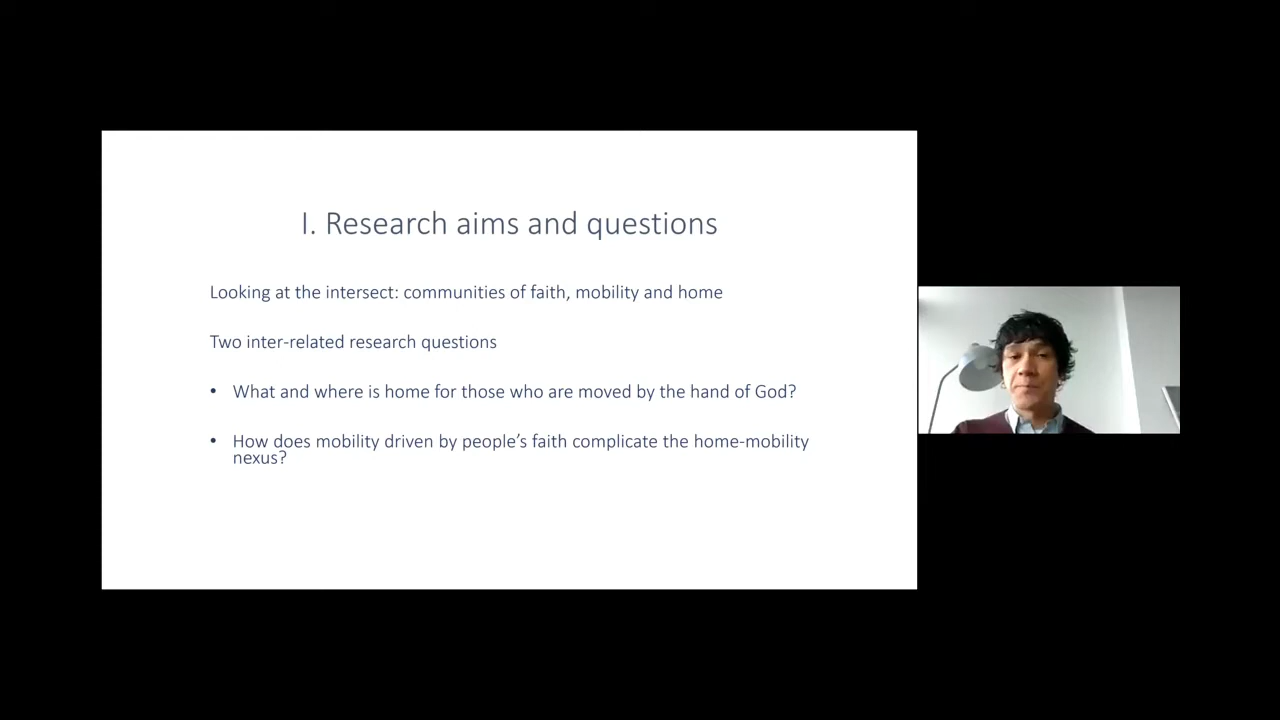 I. Research aims and questions
Looking at the intersect: communities of faith, mobility and home
Two inter-related research questions
• What and where is home for those who are moved by the hand of God?
• How does mobility driven by people’s faith complicate the home-mobility
nexus?